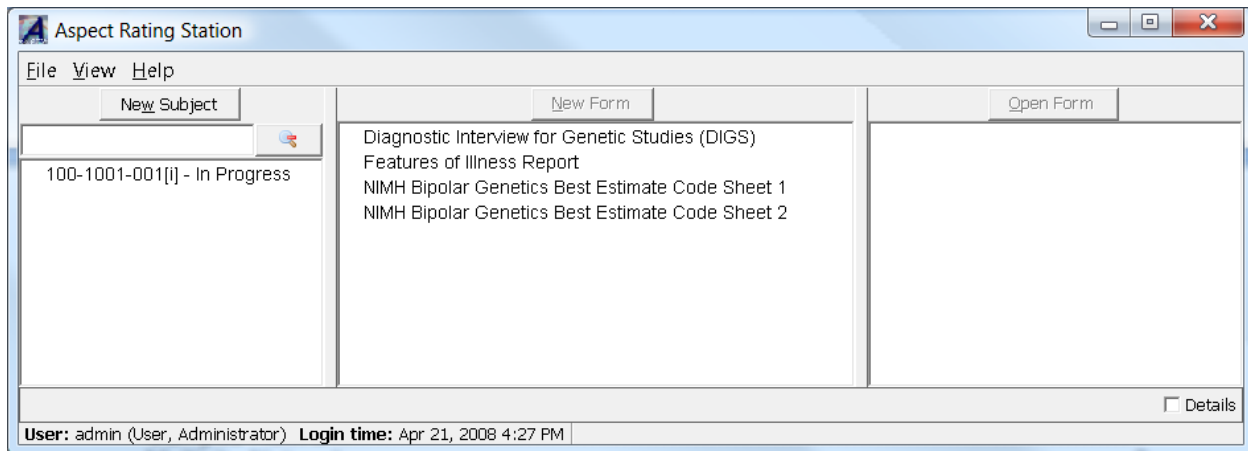 Aspect Rating Station
File View Help
New Subject
New Form
Open Form
100-1001-001[i] - In Progress
Diagnostic Interview for Genetic Studies (DIGS)
Features of Illness Report
NIMH Bipolar Genetics Best Estimate Code Sheet 1
NIMH Bipolar Genetics Best Estimate Code Sheet 2
Details
User: admin (User, Administrator) Login time: Apr 21, 2008 4:27 PM